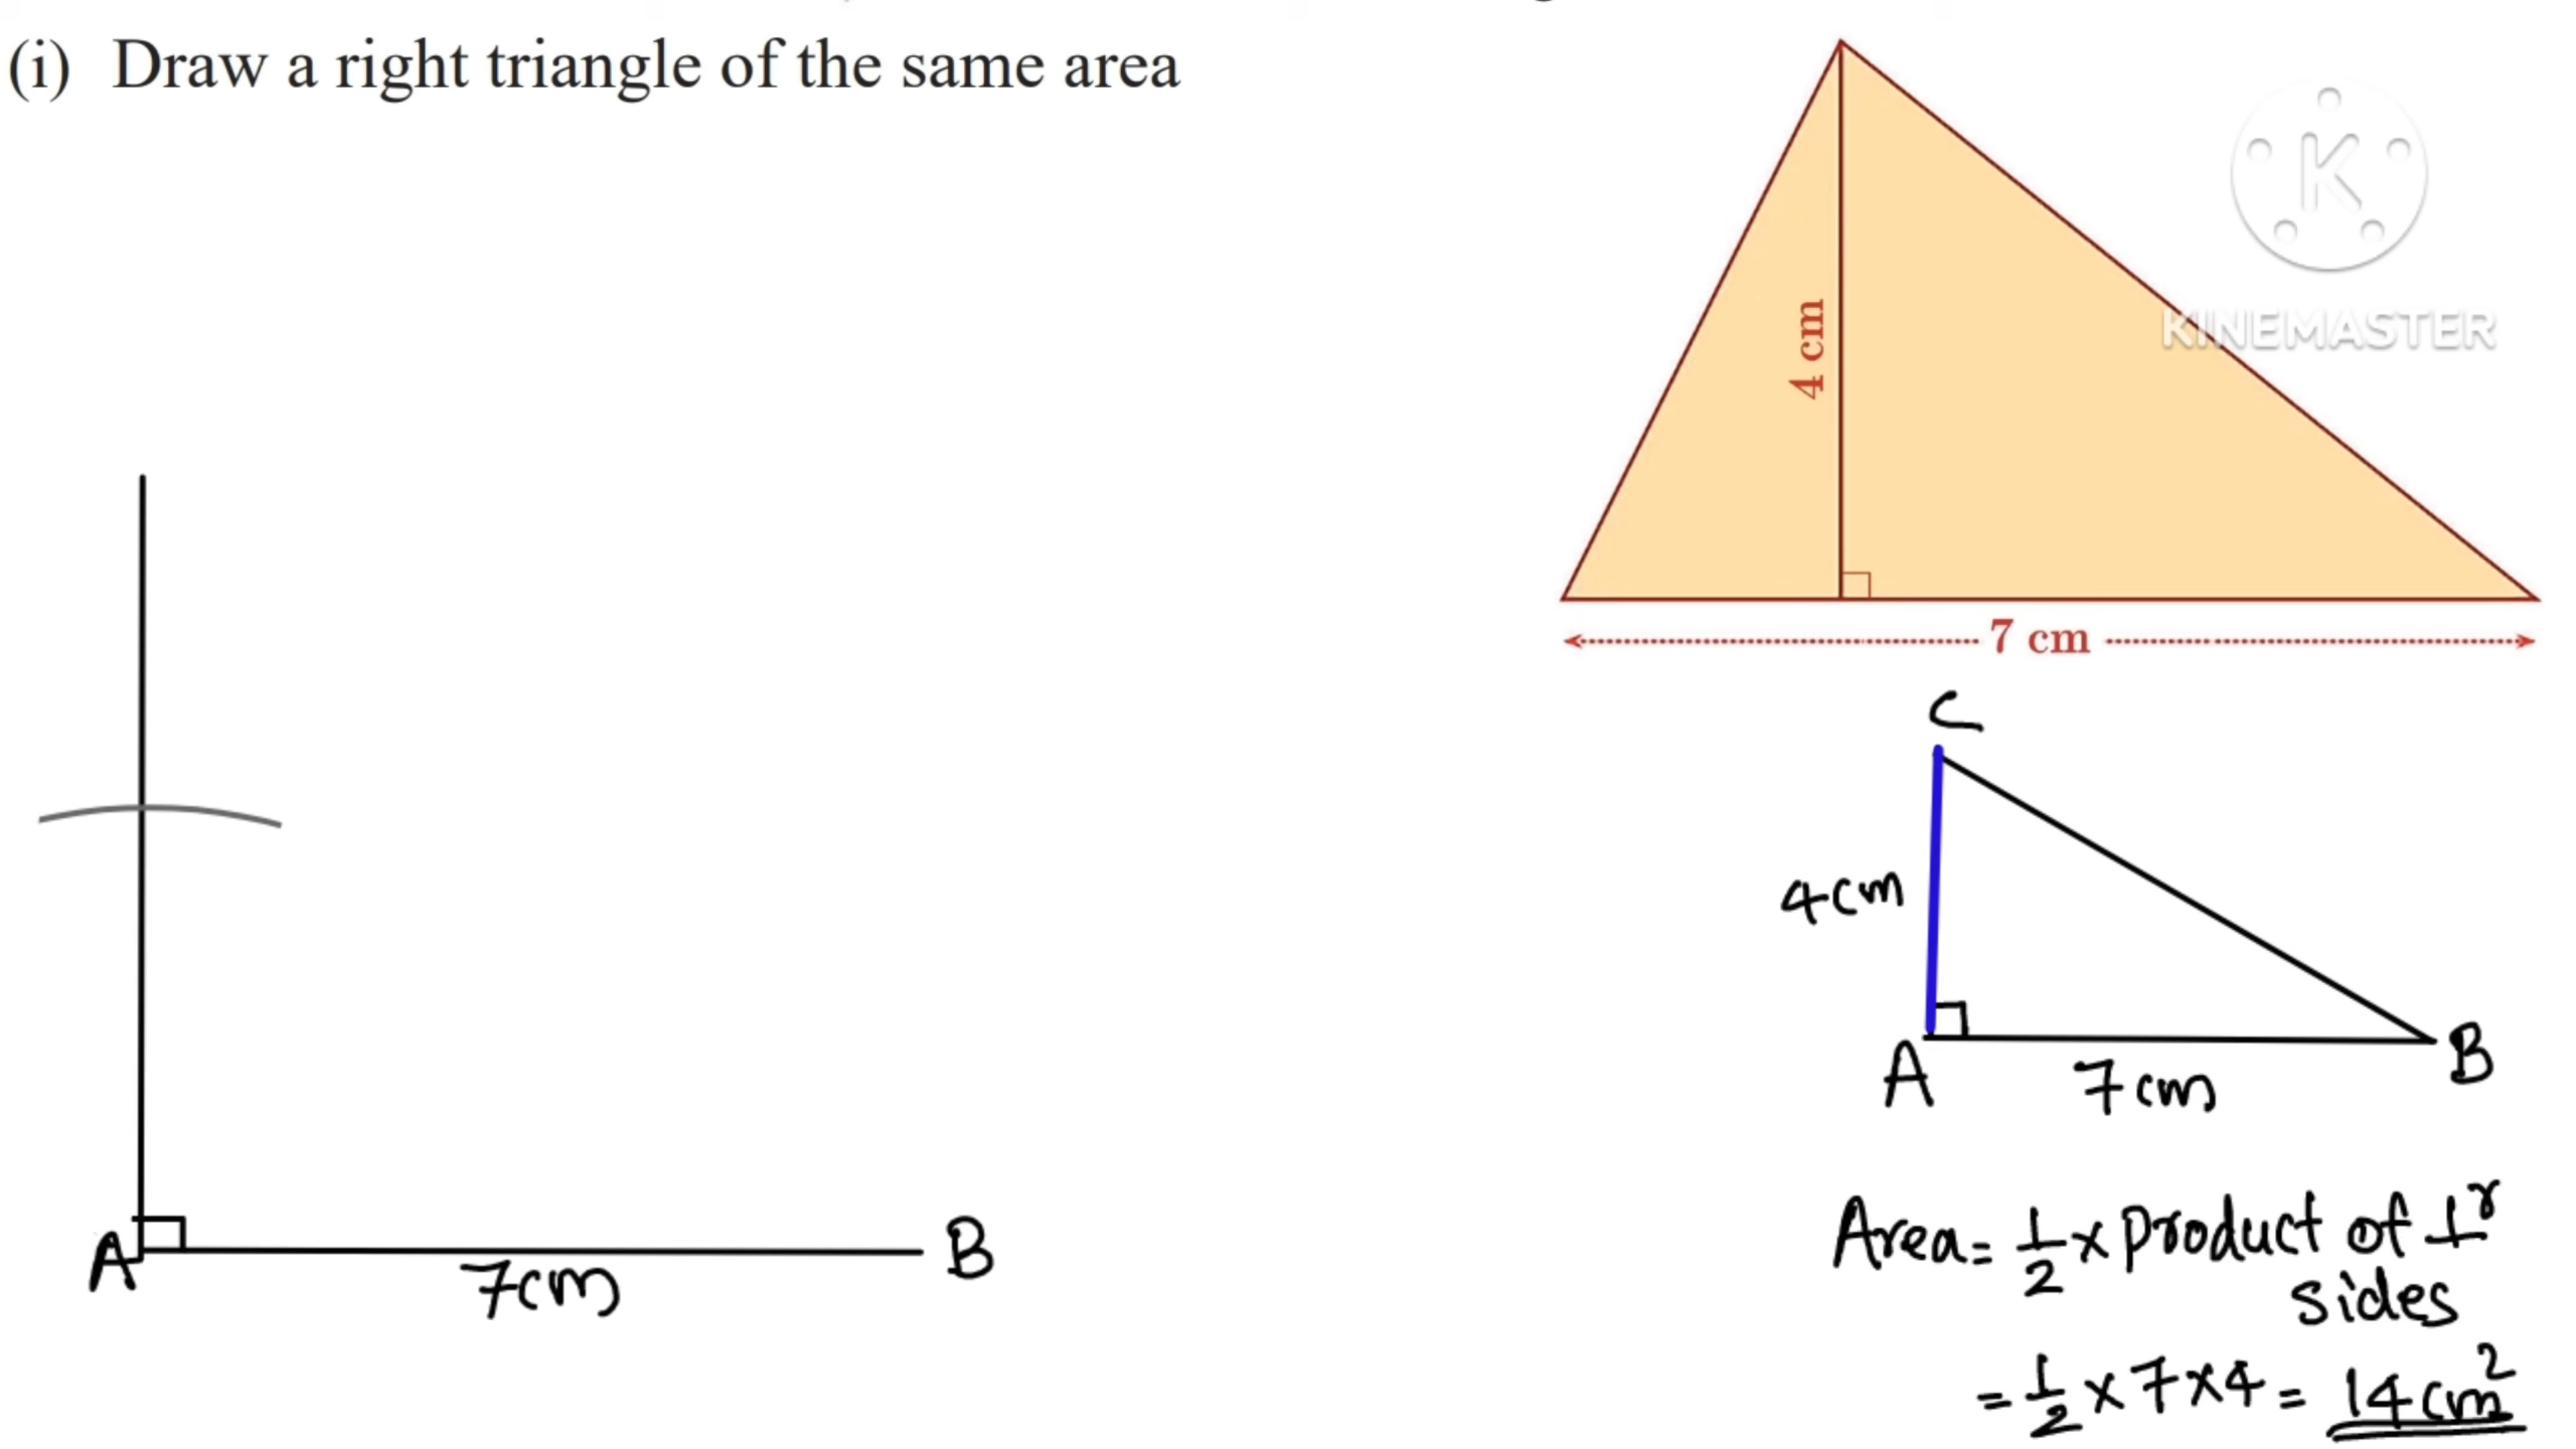 (i) Draw a right triangle of the same area
K
KINEMASTER
4 cm
7 cm
C
4cm
A
7cm
B
A
7cm
B
Area = 1/2 × product of ⊥r
sides
= 1/2 × 7 × 4 = 14cm²